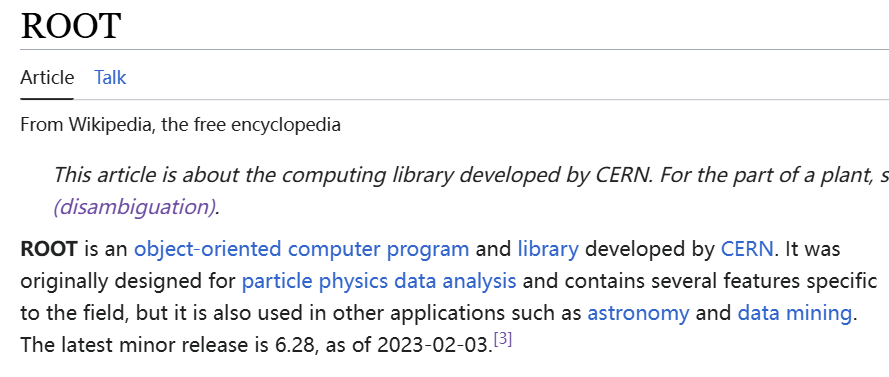 ROOT
Article Talk
From Wikipedia, the free encyclopedia
This article is about the computing library developed by CERN. For the part of a plant, s
(disambiguation).
ROOT is an object-oriented computer program and library developed by CERN. It was
originally designed for particle physics data analysis and contains several features specific
to the field, but it is also used in other applications such as astronomy and data mining.
The latest minor release is 6.28, as of 2023-02-03.[3]